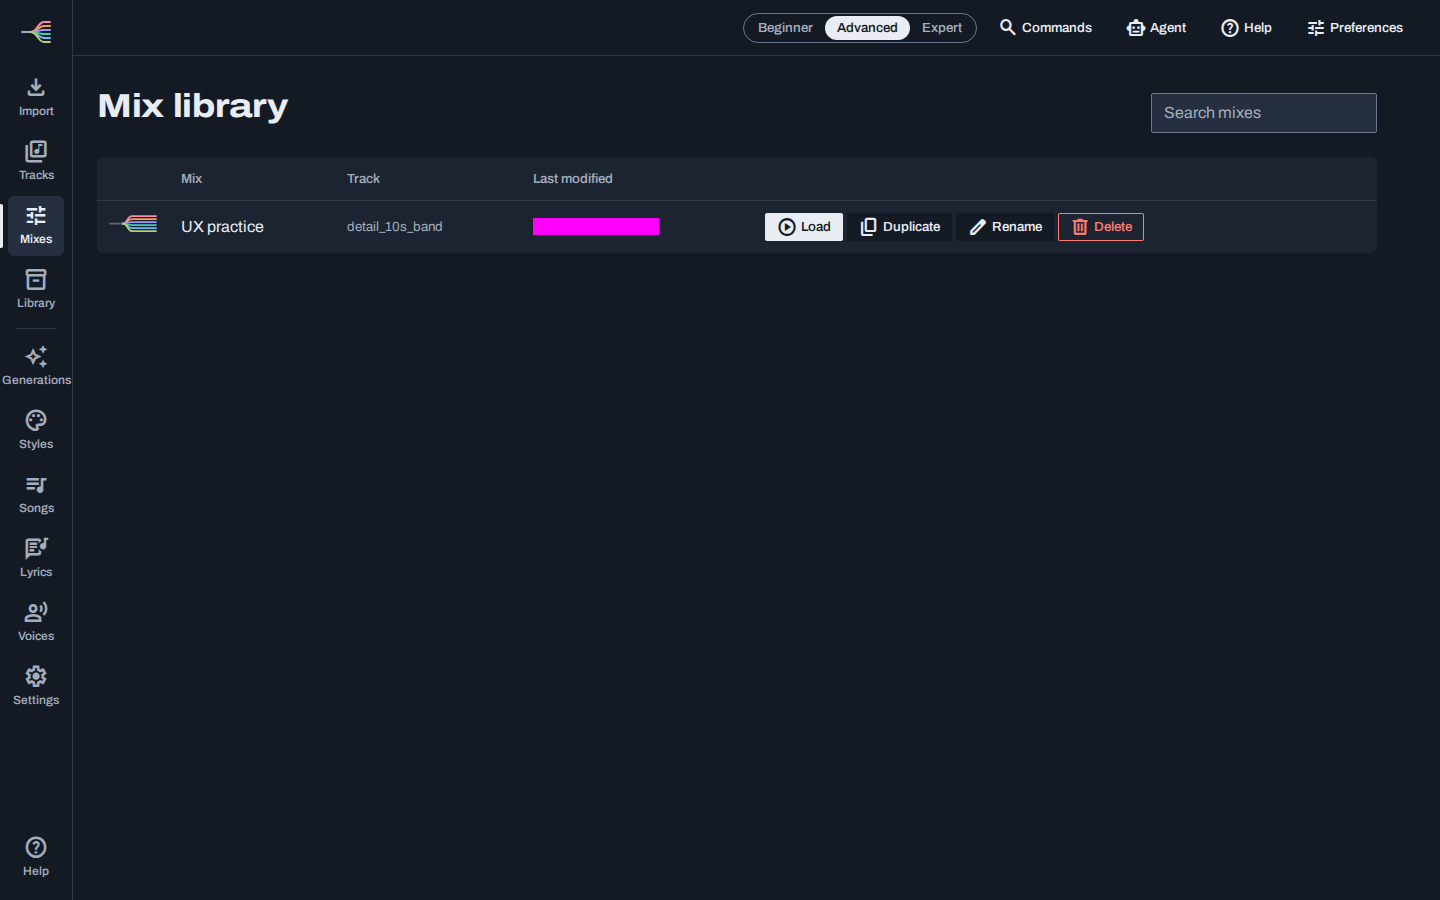 Beginner Advanced Expert Commands Agent Help Preferences
Import
Tracks
Mixes
Library
Generations
Styles
Songs
Lyrics
Voices
Settings
Help
Mix library
Search mixes
Mix Track Last modified
UX practice detail_10s_band Load Duplicate Rename Delete